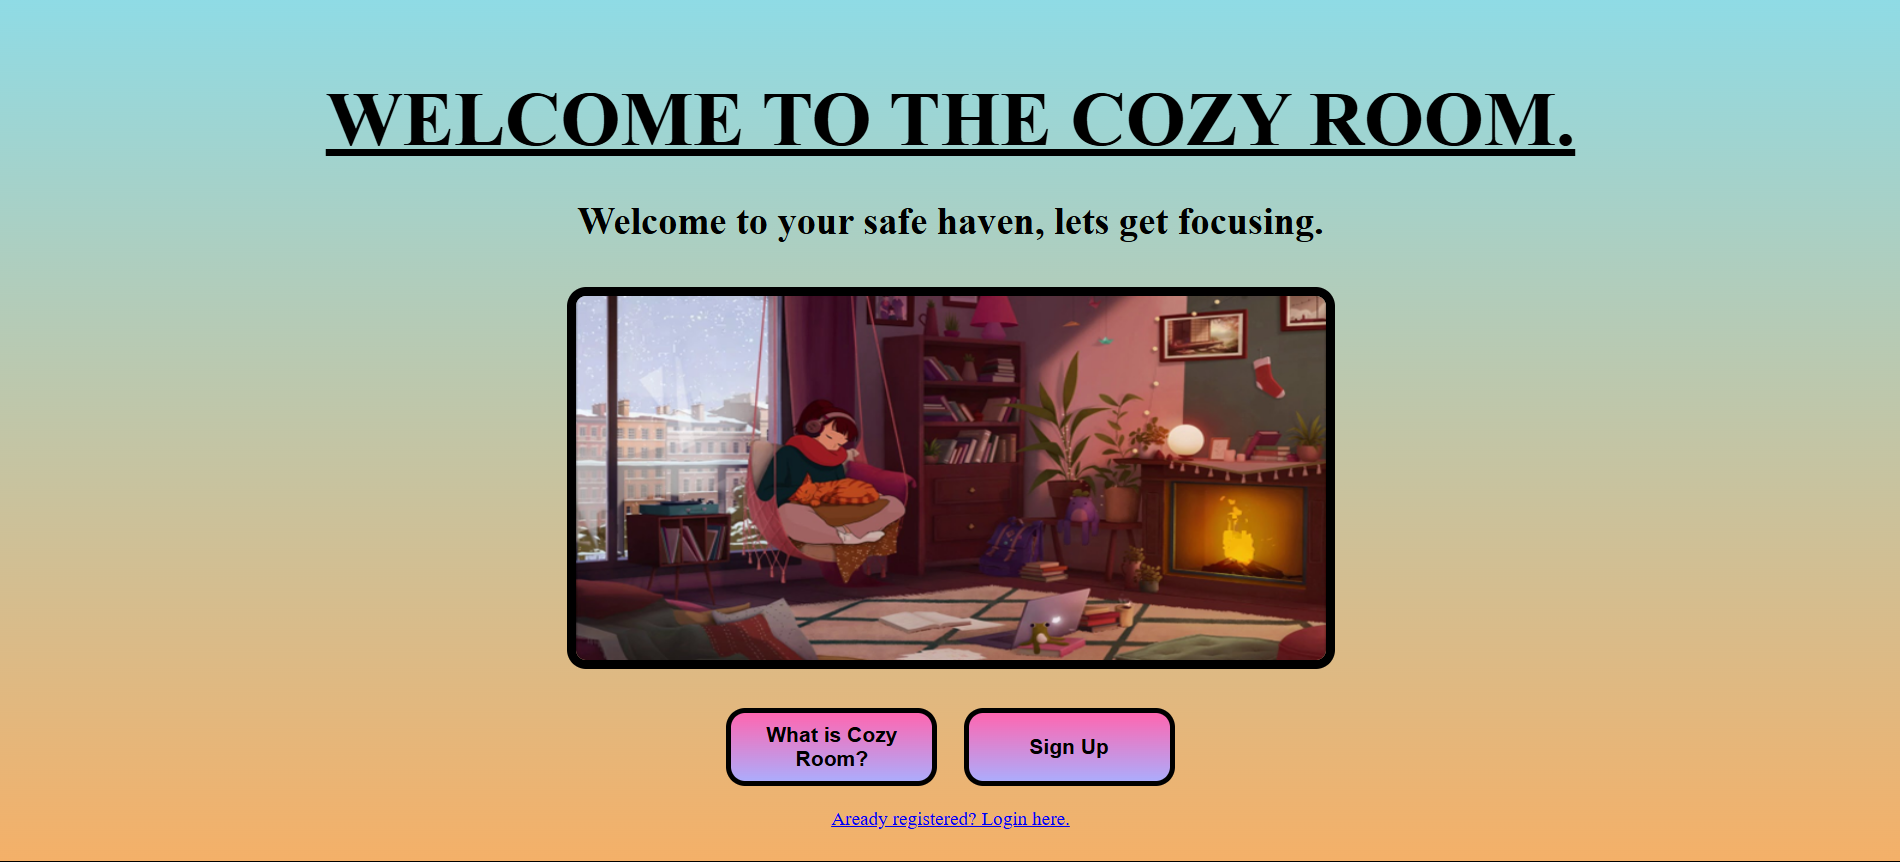 WELCOME TO THE COZY ROOM.
Welcome to your safe haven, lets get focusing.
What is Cozy
Room?
Sign Up
Aready registered? Login here.